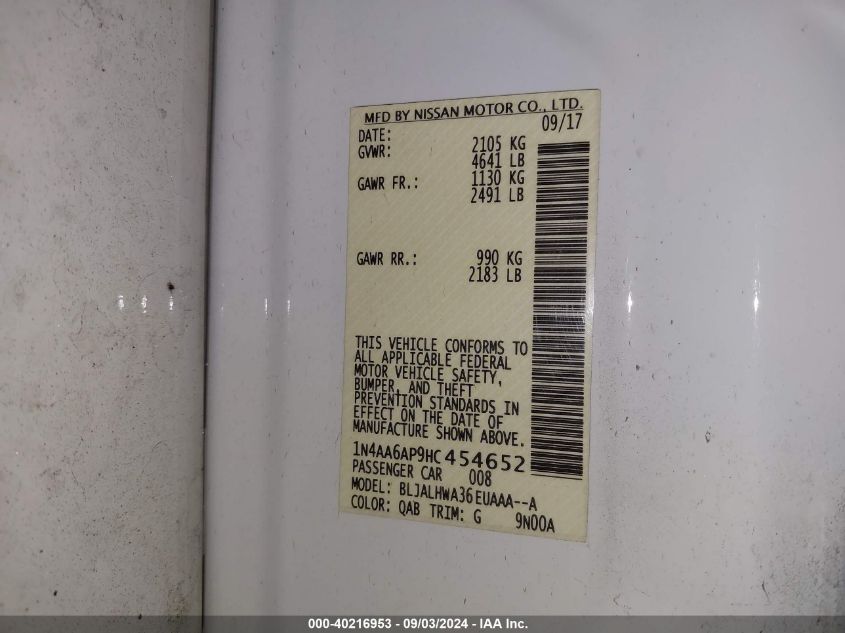 MFD BY NISSAN MOTOR CO., LTD.
DATE: 09/17
GVWR: 2105 KG
4641 LB
GAWR FR.: 1130 KG
2491 LB
GAWR RR.: 990 KG
2183 LB
THIS VEHICLE CONFORMS TO
ALL APPLICABLE FEDERAL
MOTOR VEHICLE SAFETY,
BUMPER, AND THEFT
PREVENTION STANDARDS IN
EFFECT ON THE DATE OF
MANUFACTURE SHOWN ABOVE.
1N4AA6AP9HC454652
PASSENGER CAR 008
MODEL: BLJALHWA36EUAAA--A
COLOR: QAB TRIM: G 9N00A
000-40216953 - 09/03/2024 - IAA Inc.